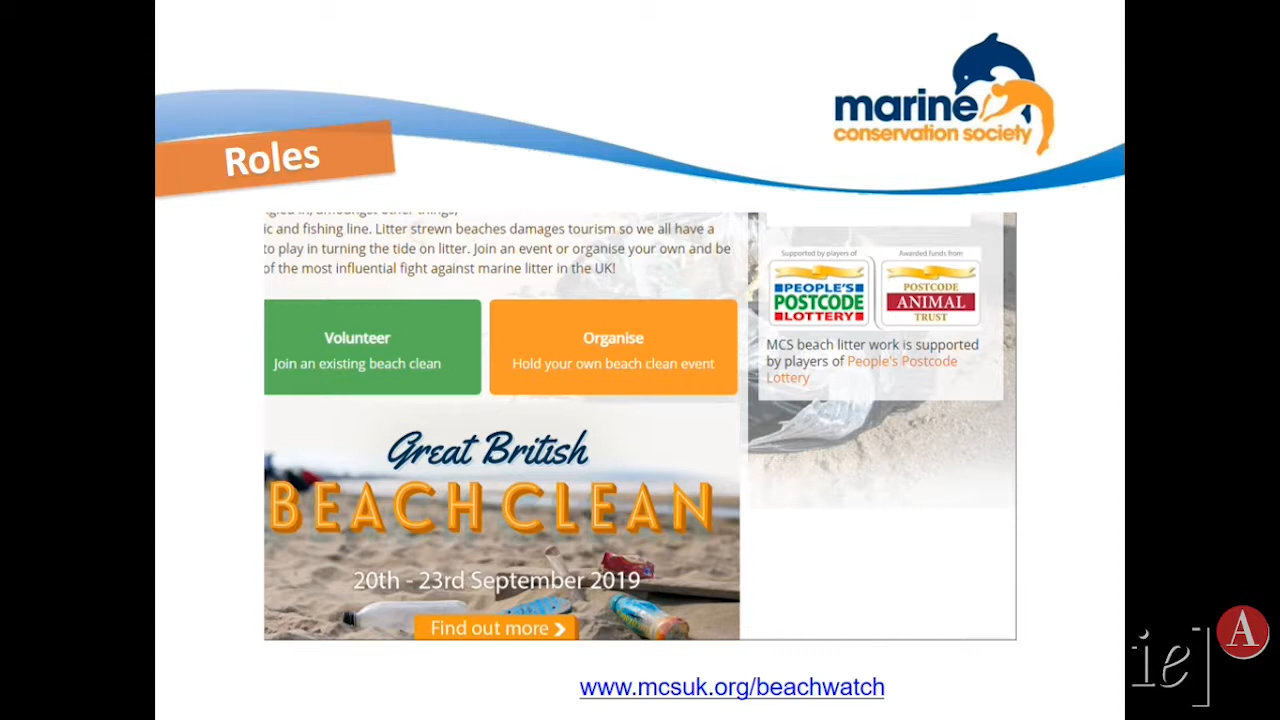 marine
conservation society
Roles
ic and fishing line. Litter strewn beaches damages tourism so we all have a
to play in turning the tide on litter. Join an event or organise your own and be
of the most influential fight against marine litter in the UK!
Volunteer
Join an existing beach clean
Organise
Hold your own beach clean event
Great British
BEACH CLEAN
20th - 23rd September 2019
Find out more
Supported by players of
PEOPLE'S
POSTCODE
LOTTERY
Awarded funds from
POSTCODE
ANIMAL
TRUST
MCS beach litter work is supported
by players of People's Postcode
Lottery
www.mcsuk.org/beachwatch
ie]
A